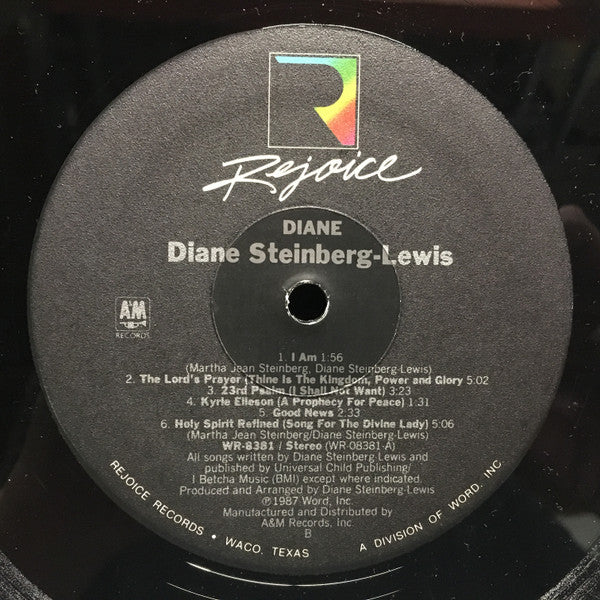 R
Rejoice
DIANE
Diane Steinberg-Lewis
A&M
RECORDS
1. I Am 1:56
(Martha Jean Steinberg, Diane Steinberg-Lewis)
2. The Lord's Prayer (Thine Is The Kingdom, Power and Glory 5:02
3. 23rd Psalm (I Shall Not Want) 3:23
4. Kyrie Elieson (A Prophecy For Peace) 1:31
5. Good News 2:33
6. Holy Spirit Refined (Song For The Divine Lady) 5:06
(Martha Jean Steinberg/Diane Steinberg-Lewis)
WR-8381 / Stereo (WR-08381-A)
All songs written by Diane Steinberg-Lewis and
published by Universal Child Publishing/
I Betcha Music (BMI) except where indicated.
Produced and Arranged by Diane Steinberg-Lewis
℗ 1987 Word, Inc.
Manufactured and Distributed by
A&M Records, Inc.
B
REJOICE RECORDS • WACO, TEXAS A DIVISION OF WORD, INC